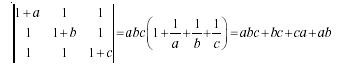 |1+a 1 1|
|1 1+b 1| = abc(1 + 1/a + 1/b + 1/c) = abc + bc + ca + ab
|1 1 1+c|